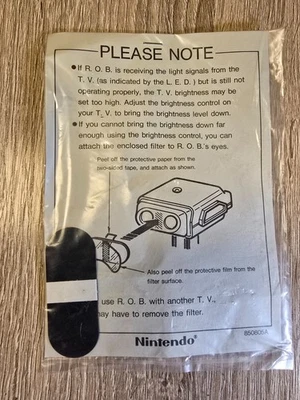 PLEASE NOTE
● If R. O. B. is receiving the light signals from the
T. V. (as indicated by the L. E. D. ) but is still not
operating properly, the T. V. brightness may be
set too high. Adjust the brightness control on
your T. V. to bring the brightness level down.
● If you cannot bring the brightness down far
enough using the brightness control, you can
attach the enclosed filter to R. O. B.'s eyes.
Peel off the protective paper from the
two-sided tape, and attach as shown.
Also peel off the protective film from the
filter surface.
use R. O. B. with another T. V.,
may have to remove the filter.
Nintendo®